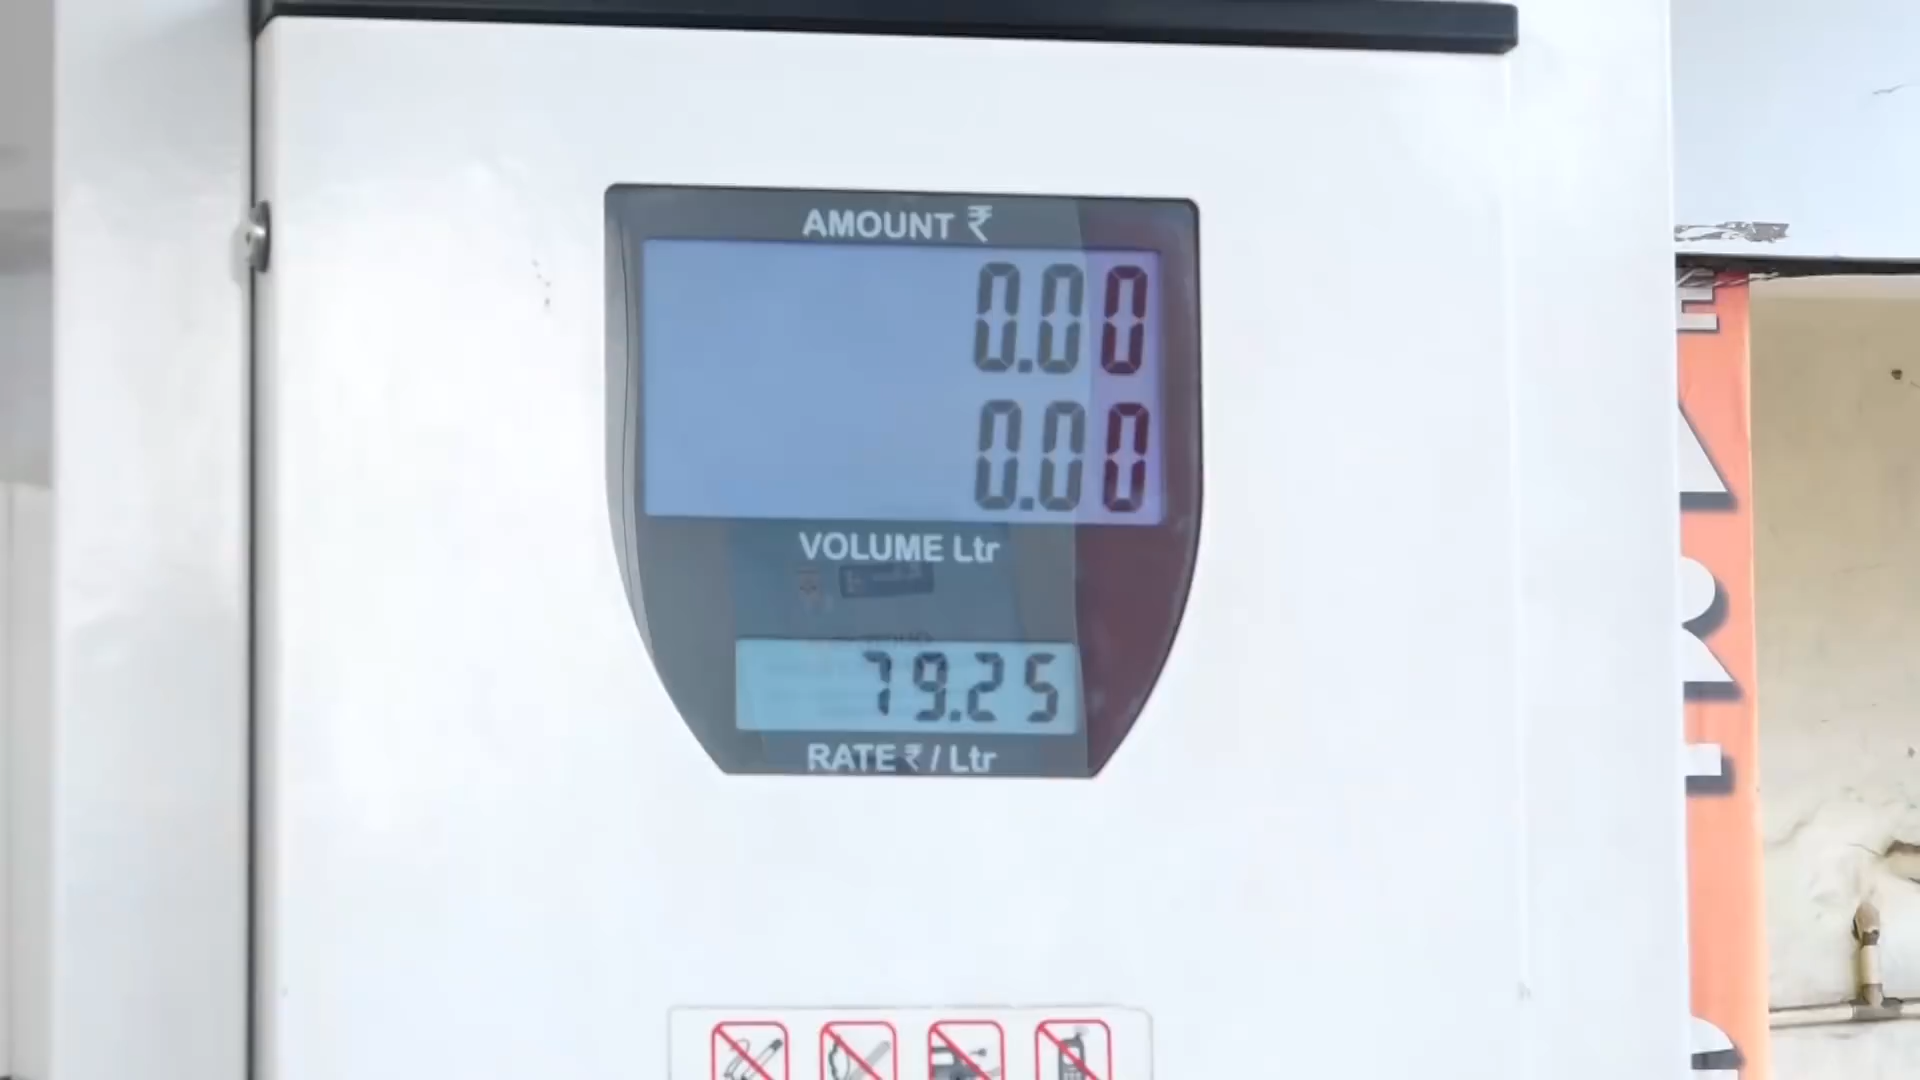 AMOUNT ₹
0.00
0.00
VOLUME Ltr
79.25
RATE ₹ / Ltr